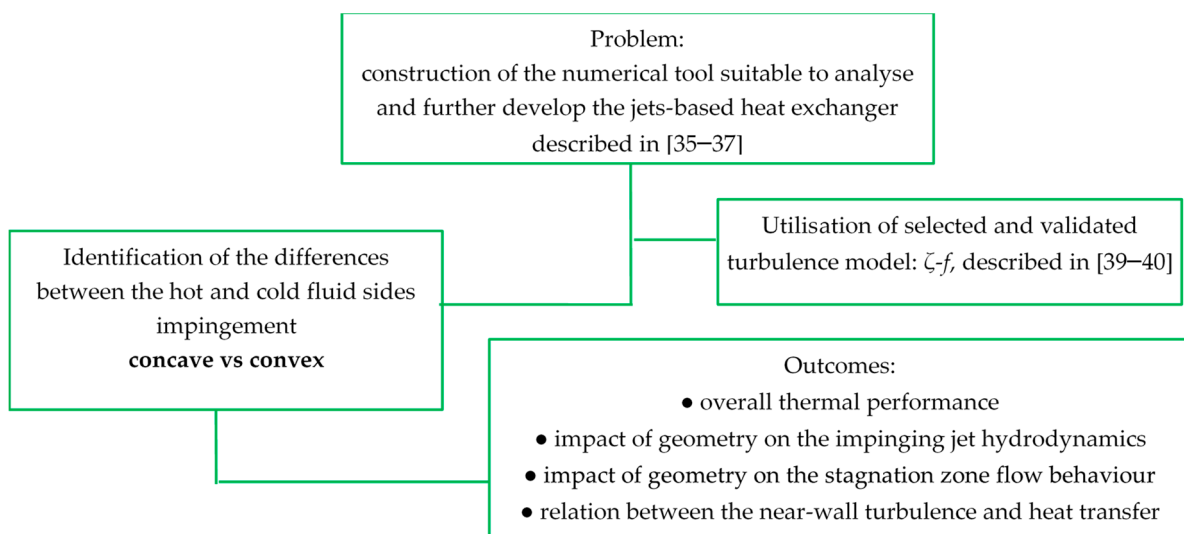 Problem:
construction of the numerical tool suitable to analyse
and further develop the jets-based heat exchanger
described in [35–37]
Utilisation of selected and validated
turbulence model: ζ-f, described in [39–40]
Identification of the differences
between the hot and cold fluid sides
impingement
concave vs convex
Outcomes:
● overall thermal performance
● impact of geometry on the impinging jet hydrodynamics
● impact of geometry on the stagnation zone flow behaviour
● relation between the near-wall turbulence and heat transfer